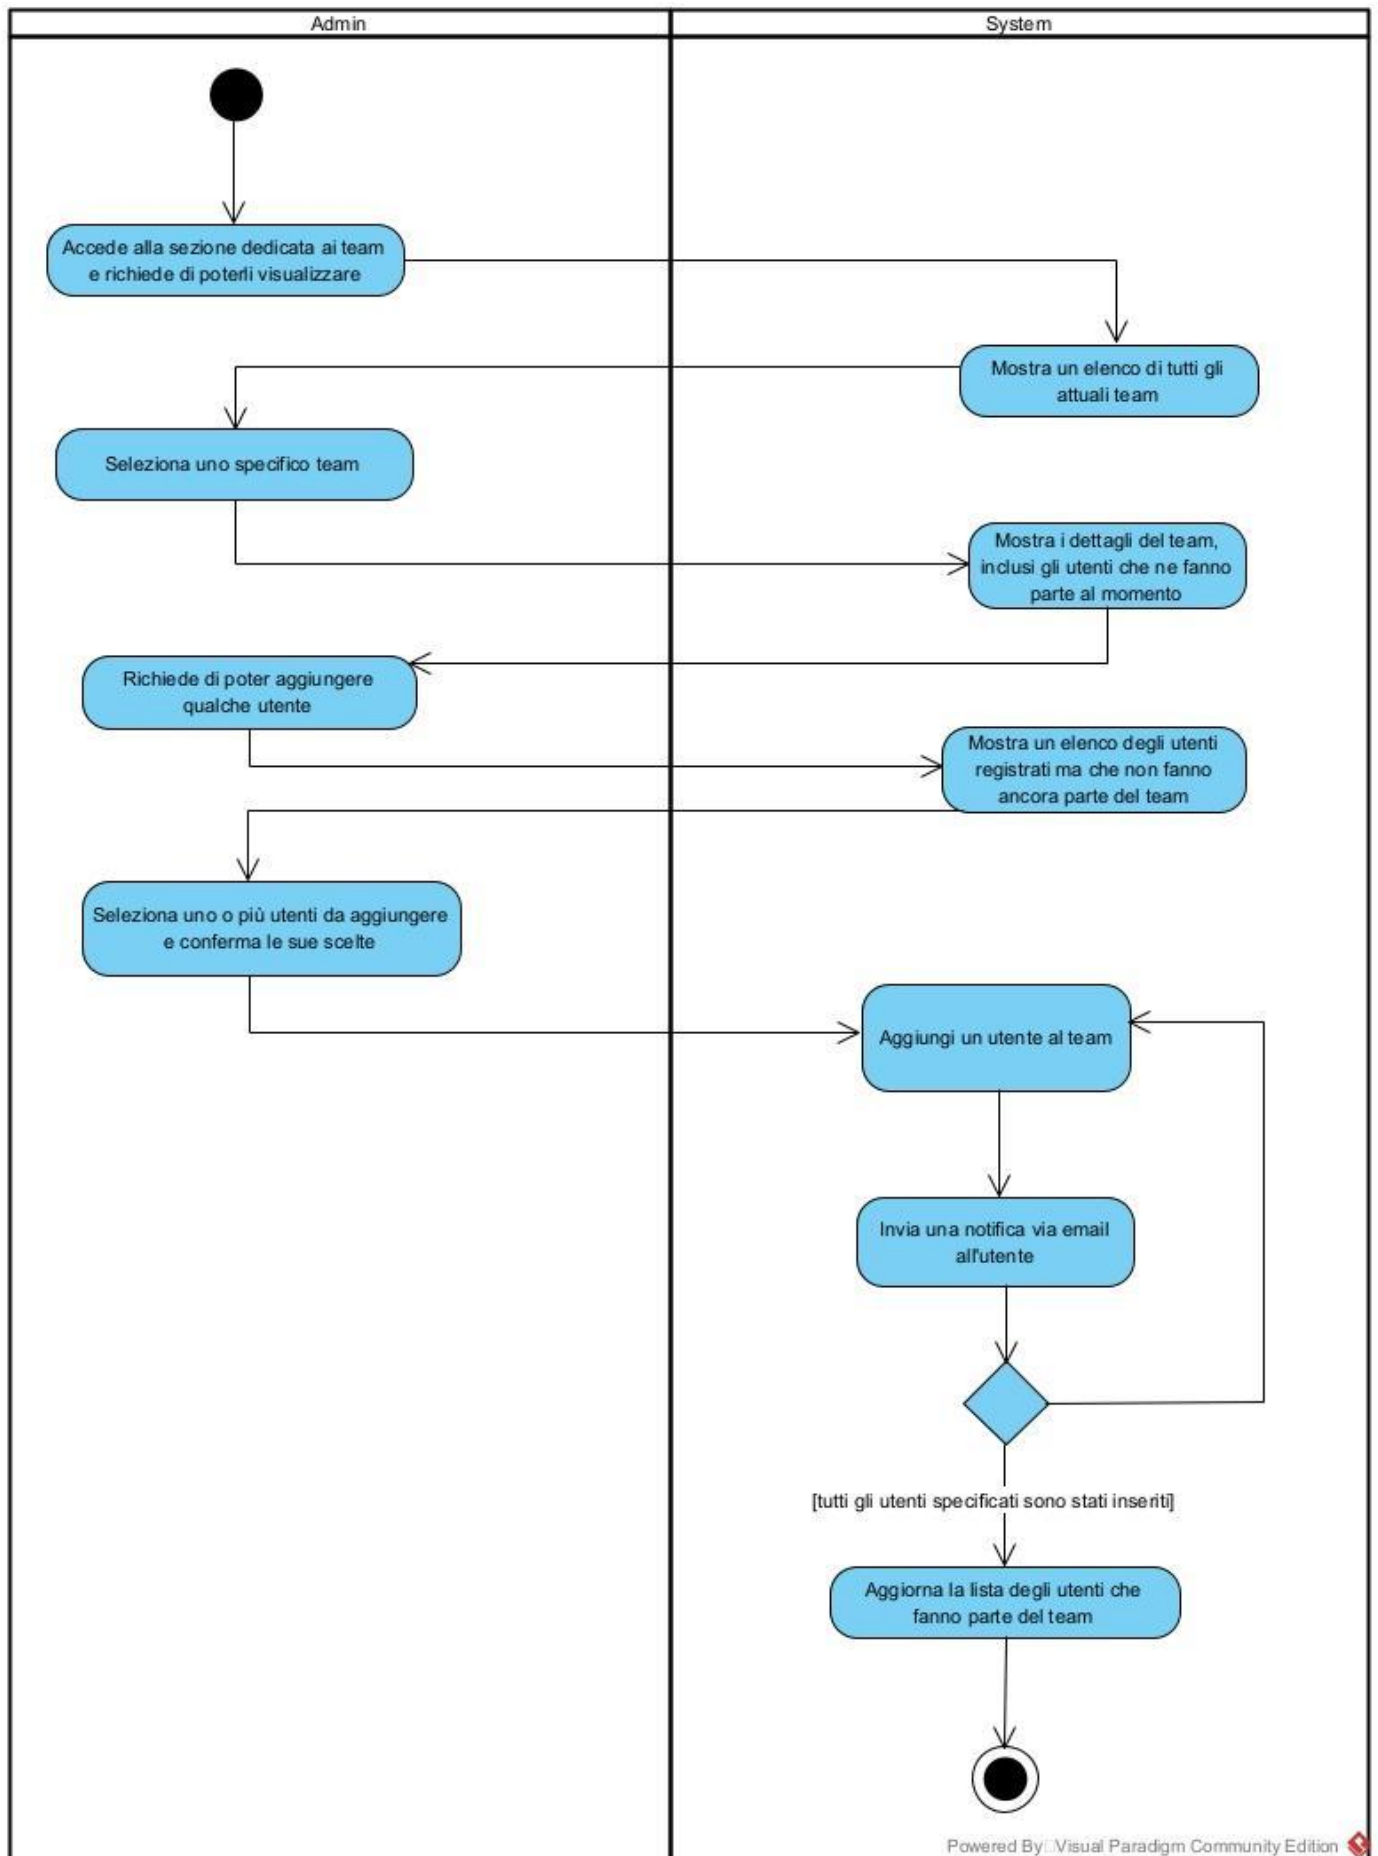 Admin
System
Accede alla sezione dedicata ai team
e richiede di poterli visualizzare
Mostra un elenco di tutti gli
attuali team
Seleziona uno specifico team
Mostra i dettagli del team,
inclusi gli utenti che ne fanno
parte al momento
Richiede di poter aggiungere
qualche utente
Mostra un elenco degli utenti
registrati ma che non fanno
ancora parte del team
Seleziona uno o più utenti da aggiungere
e conferma le sue scelte
Aggiungi un utente al team
Invia una notifica via email
all'utente
[tutti gli utenti specificati sono stati inseriti]
Aggiorna la lista degli utenti che
fanno parte del team
Powered By Visual Paradigm Community Edition